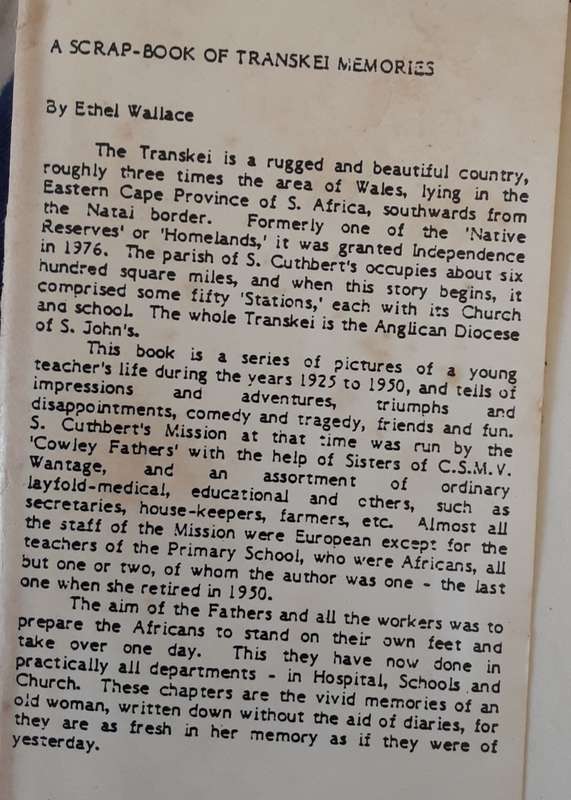 A SCRAP-BOOK OF TRANSKEI MEMORIES
By Ethel Wallace
The Transkei is a rugged and beautiful country,
roughly three times the area of Wales, lying in the
Eastern Cape Province of S. Africa, southwards from
the Natal border. Formerly one of the 'Native
Reserves' or 'Homelands,' it was granted Independence
in 1976. The parish of S. Cuthbert's occupies about six
hundred square miles, and when this story begins, it
comprised some fifty 'Stations,' each with its Church
and school. The whole Transkei is the Anglican Diocese
of S. John's.
This book is a series of pictures of a young
teacher's life during the years 1925 to 1950, and tells of
impressions and adventures, triumphs and
disappointments, comedy and tragedy, friends and fun.
S. Cuthbert's Mission at that time was run by the
'Cowley Fathers' with the help of Sisters of C.S.M.V.
Wantage, and an assortment of ordinary
layfold-medical, educational and others, such as
secretaries, house-keepers, farmers, etc. Almost all
the staff of the Mission were European except for the
teachers of the Primary School, who were Africans, all
but one or two, of whom the author was one - the last
one when she retired in 1950.
The aim of the Fathers and all the workers was to
prepare the Africans to stand on their own feet and
take over one day. This they have now done in
practically all departments - in Hospital, Schools and
Church. These chapters are the vivid memories of an
old woman, written down without the aid of diaries, for
they are as fresh in her memory as if they were of
yesterday.